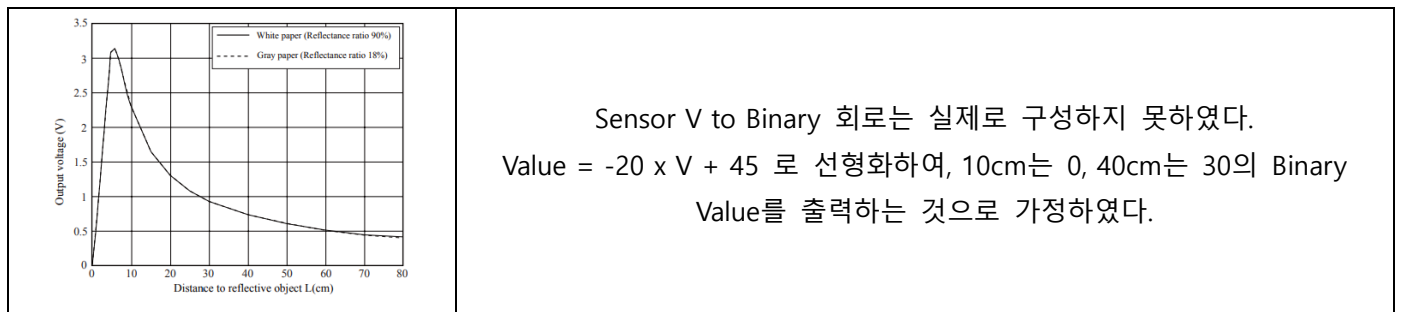 3.5
White paper (Reflectance ratio 90%)
Gray paper (Reflectance ratio 18%)
3
2.5
2
1.5
1
0.5
0
Output voltage (V)
0 10 20 30 40 50 60 70 80
Distance to reflective object L(cm)
Sensor V to Binary 회로는 실제로 구성하지 못하였다.
Value = -20 x V + 45 로 선형화하여, 10cm는 0, 40cm는 30의 Binary
Value를 출력하는 것으로 가정하였다.